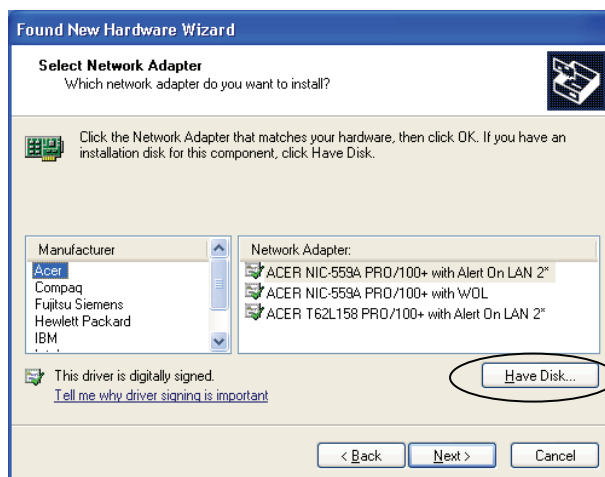 Found New Hardware Wizard
Select Network Adapter
Which network adapter do you want to install?
Click the Network Adapter that matches your hardware, then click OK. If you have an
installation disk for this component, click Have Disk.
Manufacturer
Acer
Compaq
Fujitsu Siemens
Hewlett Packard
IBM
Network Adapter:
ACER NIC-559A PRO/100+ with Alert On LAN 2*
ACER NIC-559A PRO/100+ with WOL
ACER T62L158 PRO/100+ with Alert On LAN 2*
This driver is digitally signed.
Tell me why driver signing is important
Have Disk...
< Back
Next >
Cancel